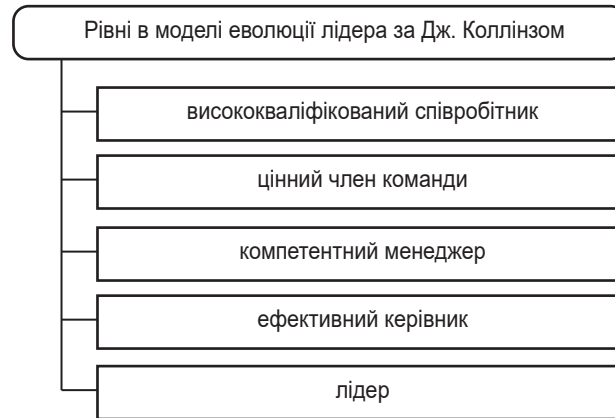 Рівні в моделі еволюції лідера за Дж. Коллінзом
висококваліфікований співробітник
цінний член команди
компетентний менеджер
ефективний керівник
лідер